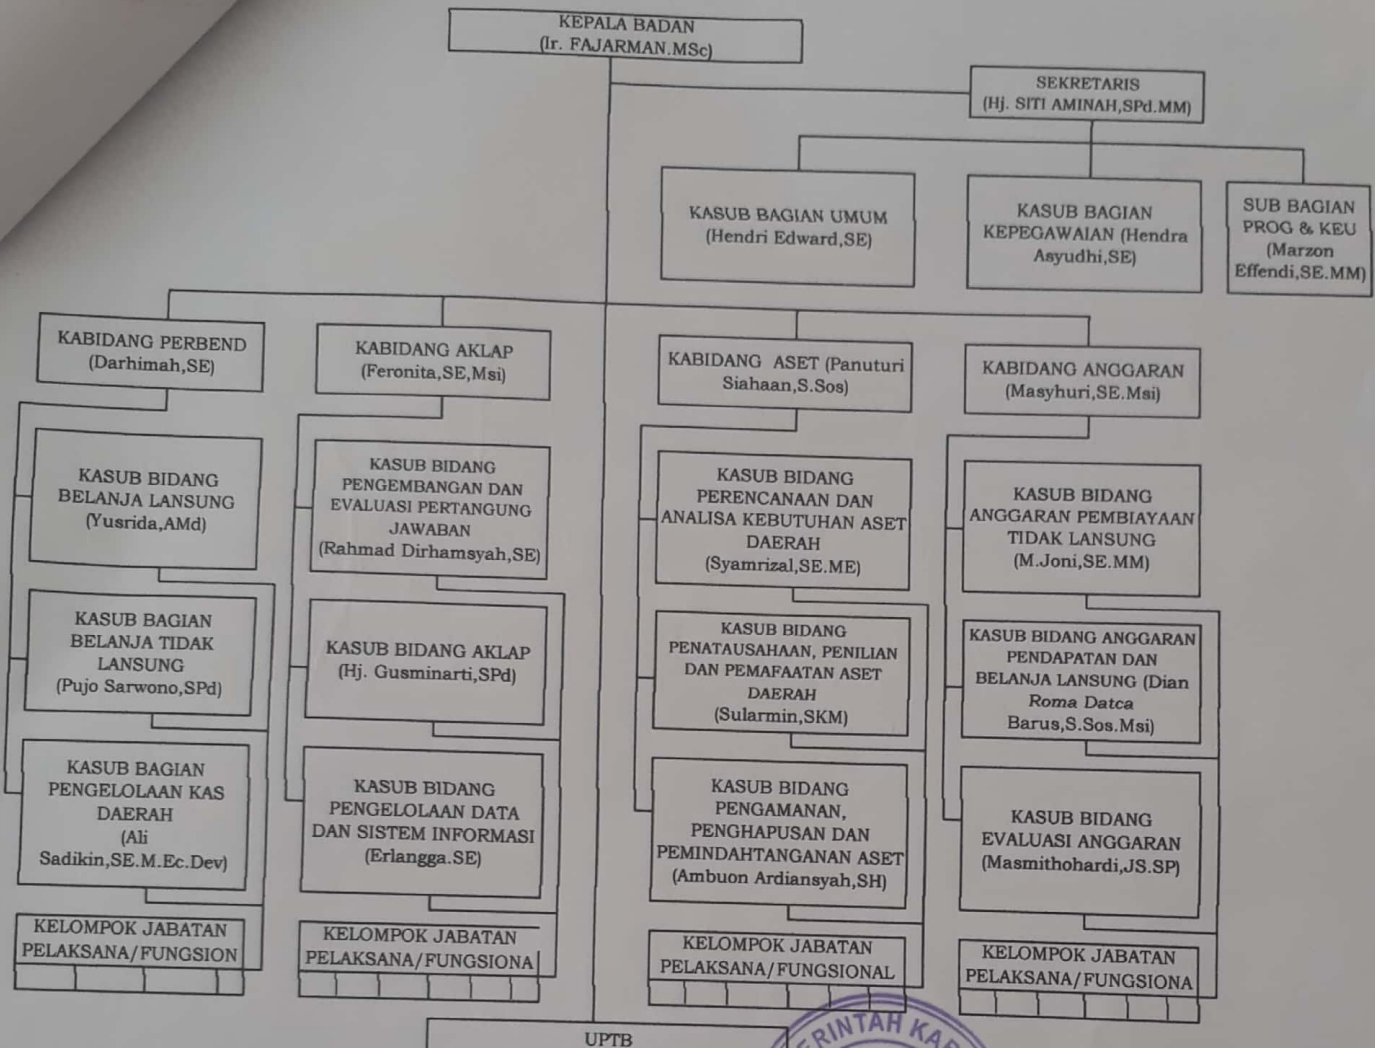 KEPALA BADAN
(Ir. FAJARMAN.MSc)
SEKRETARIS
(Hj. SITI AMINAH,SPd.MM)
KASUB BAGIAN UMUM
(Hendri Edward,SE)
KASUB BAGIAN
KEPEGAWAIAN (Hendra
Asyudhi,SE)
SUB BAGIAN
PROG & KEU
(Marzon
Effendi,SE.MM)
KABIDANG PERBEND
(Darhimah,SE)
KASUB BIDANG
BELANJA LANSUNG
(Yusrida,AMd)
KASUB BAGIAN
BELANJA TIDAK
LANSUNG
(Pujo Sarwono,SPd)
KASUB BAGIAN
PENGELOLAAN KAS
DAERAH
(Ali
Sadikin,SE.M.Ec.Dev)
KELOMPOK JABATAN
PELAKSANA/FUNGSION
KABIDANG AKLAP
(Feronita,SE,Msi)
KASUB BIDANG
PENGEMBANGAN DAN
EVALUASI PERTANGUNG
JAWABAN
(Rahmad Dirhamsyah,SE)
KASUB BIDANG AKLAP
(Hj. Gusminarti,SPd)
KASUB BIDANG
PENGELOLAAN DATA
DAN SISTEM INFORMASI
(Erlangga.SE)
KELOMPOK JABATAN
PELAKSANA/FUNGSIONA
KABIDANG ASET (Panuturi
Siahaan,S.Sos)
KASUB BIDANG
PERENCANAAN DAN
ANALISA KEBUTUHAN ASET
DAERAH
(Syamrizal,SE.ME)
KASUB BIDANG
PENATAUSAHAAN, PENILIAN
DAN PEMAFAATAN ASET
DAERAH
(Sularmin,SKM)
KASUB BIDANG
PENGAMANAN,
PENGHAPUSAN DAN
PEMINDAHTANGANAN ASET
(Ambuon Ardiansyah,SH)
KELOMPOK JABATAN
PELAKSANA/FUNGSIONAL
KABIDANG ANGGARAN
(Masyhuri,SE.Msi)
KASUB BIDANG
ANGGARAN PEMBIAYAAN
TIDAK LANSUNG
(M.Joni,SE.MM)
KASUB BIDANG ANGGARAN
PENDAPATAN DAN
BELANJA LANSUNG (Dian
Roma Datca
Barus,S.Sos.Msi)
KASUB BIDANG
EVALUASI ANGGARAN
(Masmithohardi,JS.SP)
KELOMPOK JABATAN
PELAKSANA/FUNGSIONA
UPTB
ERINTAH KAB